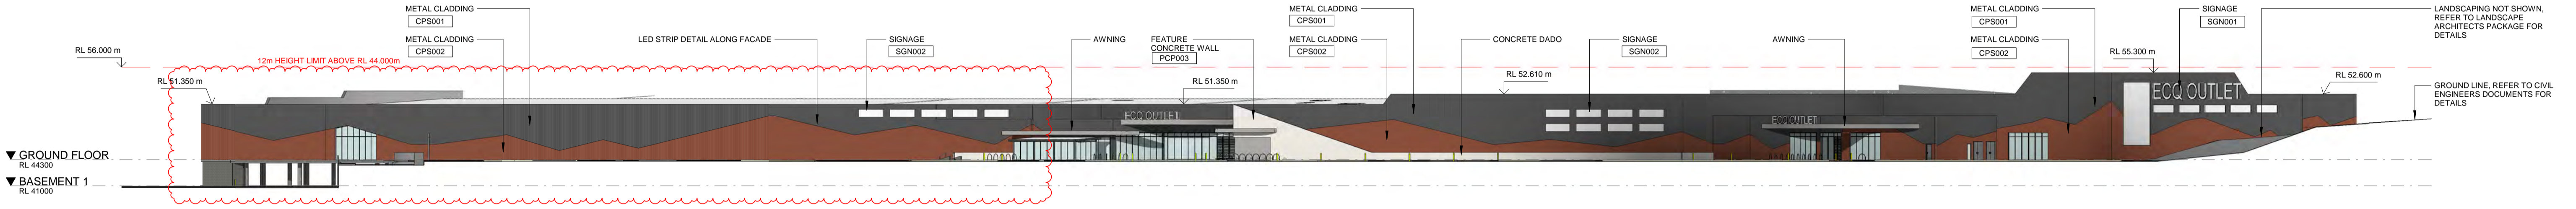 METAL CLADDING
CPS001
METAL CLADDING
CPS002
LED STRIP DETAIL ALONG FACADE
SIGNAGE
SGN002
AWNING
FEATURE
CONCRETE WALL
PCP003
METAL CLADDING
CPS001
METAL CLADDING
CPS002
CONCRETE DADO
SIGNAGE
SGN002
AWNING
METAL CLADDING
CPS001
METAL CLADDING
CPS002
SIGNAGE
SGN001
LANDSCAPING NOT SHOWN,
REFER TO LANDSCAPE
ARCHITECTS PACKAGE FOR
DETAILS
RL 56.000 m
12m HEIGHT LIMIT ABOVE RL 44.000m
RL 51.350 m
RL 51.350 m
RL 52.610 m
RL 55.300 m
RL 52.600 m
GROUND LINE, REFER TO CIVIL
ENGINEERS DOCUMENTS FOR
DETAILS
ECQ OUTLET
ECQ OUTLET
ECQ OUTLET
GROUND FLOOR
RL 44300
BASEMENT 1
RL 41000